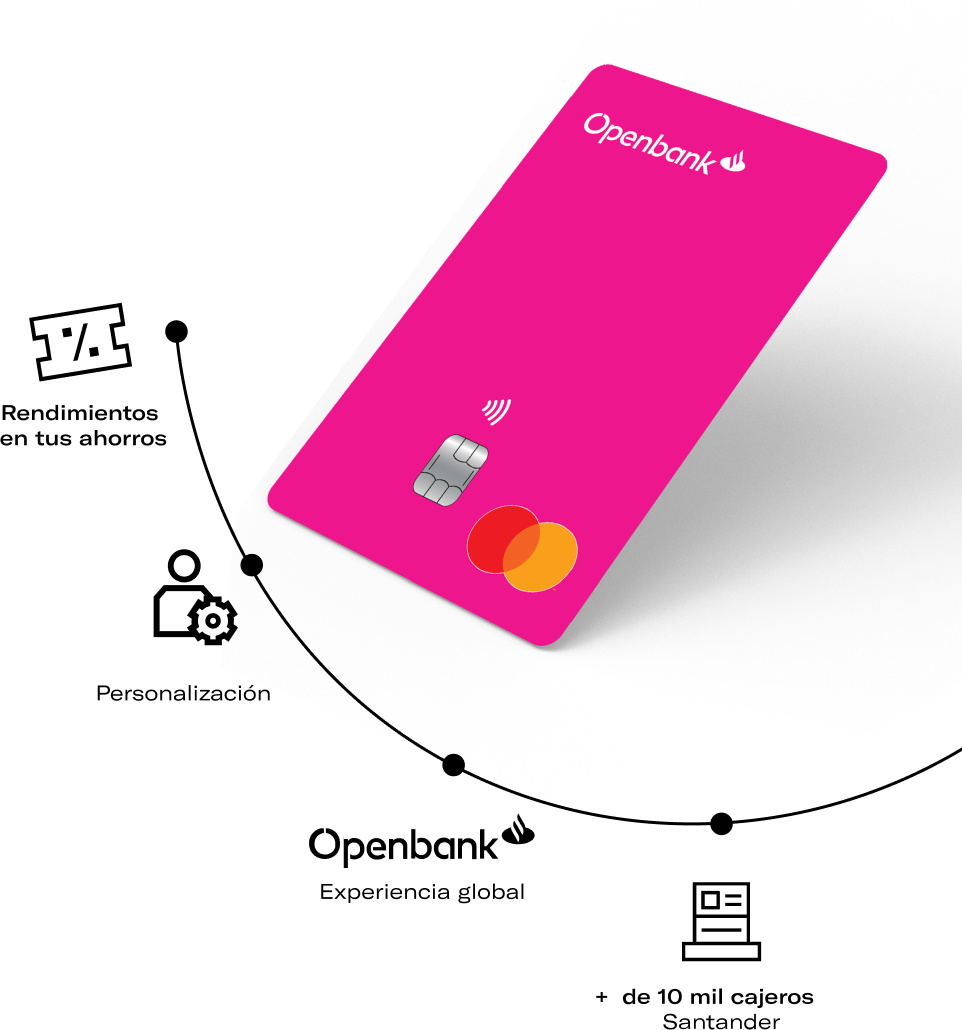 Openbank
Rendimientos
en tus ahorros
Personalización
Openbank
Experiencia global
+ de 10 mil cajeros
Santander